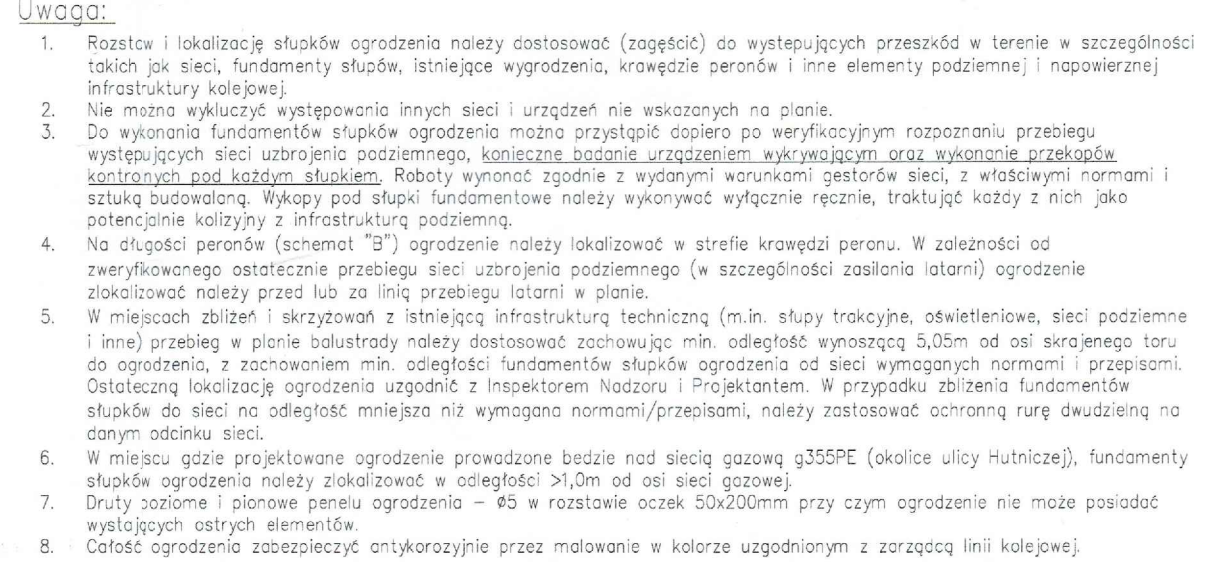 Uwaga:
1. Rozstaw i lokalizację słupków ogrodzenia należy dostosować (zagęścić) do wystepujących przeszkód w terenie w szczególności
takich jak sieci, fundamenty słupów, istniejące wygrodzenia, krawędzie peronów i inne elementy podziemnej i napowierznej
infrastruktury kolejowej.
2. Nie można wykluczyć występowania innych sieci i urządzeń nie wskazanych na planie.
3. Do wykonania fundamentów słupków ogrodzenia można przystąpić dopiero po weryfikacyjnym rozpoznaniu przebiegu
występujących sieci uzbrojenia podziemnego, konieczne badanie urządzeniem wykrywającym oraz wykonanie przekopów
kontronych pod każdym słupkiem. Roboty wynonać zgodnie z wydanymi warunkami gestorów sieci, z właściwymi normami i
sztuką budowalaną. Wykopy pod słupki fundamentowe należy wykonywać wyłącznie ręcznie, traktująć każdy z nich jako
potencjalnie kolizyjny z infrastrukturą podziemną.
4. Na długości peronów (schemat "B") ogrodzenie należy lokalizować w strefie krawędzi peronu. W zależności od
zweryfikowanego ostatecznie przebiegu sieci uzbrojenia podziemnego (w szczególności zasilania latarni) ogrodzenie
zlokalizować należy przed lub za linią przebiegu latarni w planie.
5. W miejscach zbliżeń i skrzyżowań z istniejącą infrastrukturą techniczną (m.in. słupy trakcyjne, oświetleniowe, sieci podziemne
i inne) przebieg w planie balustrady należy dostosować zachowując min. odległość wynoszącą 5,05m od osi skrajenego toru
do ogrodzenia, z zachowaniem min. odległości fundamentów słupków ogrodzenia od sieci wymaganych normami i przepisami.
Ostateczną lokalizację ogrodzenia uzgodnić z Inspektorem Nadzoru i Projektantem. W przypadku zbliżenia fundamentów
słupków do sieci na odległość mniejsza niż wymagana normami/przepisami, należy zastosować ochronną rurę dwudzielną na
danym odcinku sieci.
6. W miejscu gdzie projektowane ogrodzenie prowadzone bedzie nad siecią gazową g355PE (okolice ulicy Hutniczej), fundamenty
słupków ogrodzenia należy zlokalizować w odległości >1,0m od osi sieci gazowej.
7. Druty poziome i pionowe penelu ogrodzenia – Ø5 w rozstawie oczek 50x200mm przy czym ogrodzenie nie może posiadać
wystających ostrych elementów.
8. Całość ogrodzenia zabezpieczyć antykorozyjnie przez malowanie w kolorze uzgodnionym z zarządcą linii kolejowej.